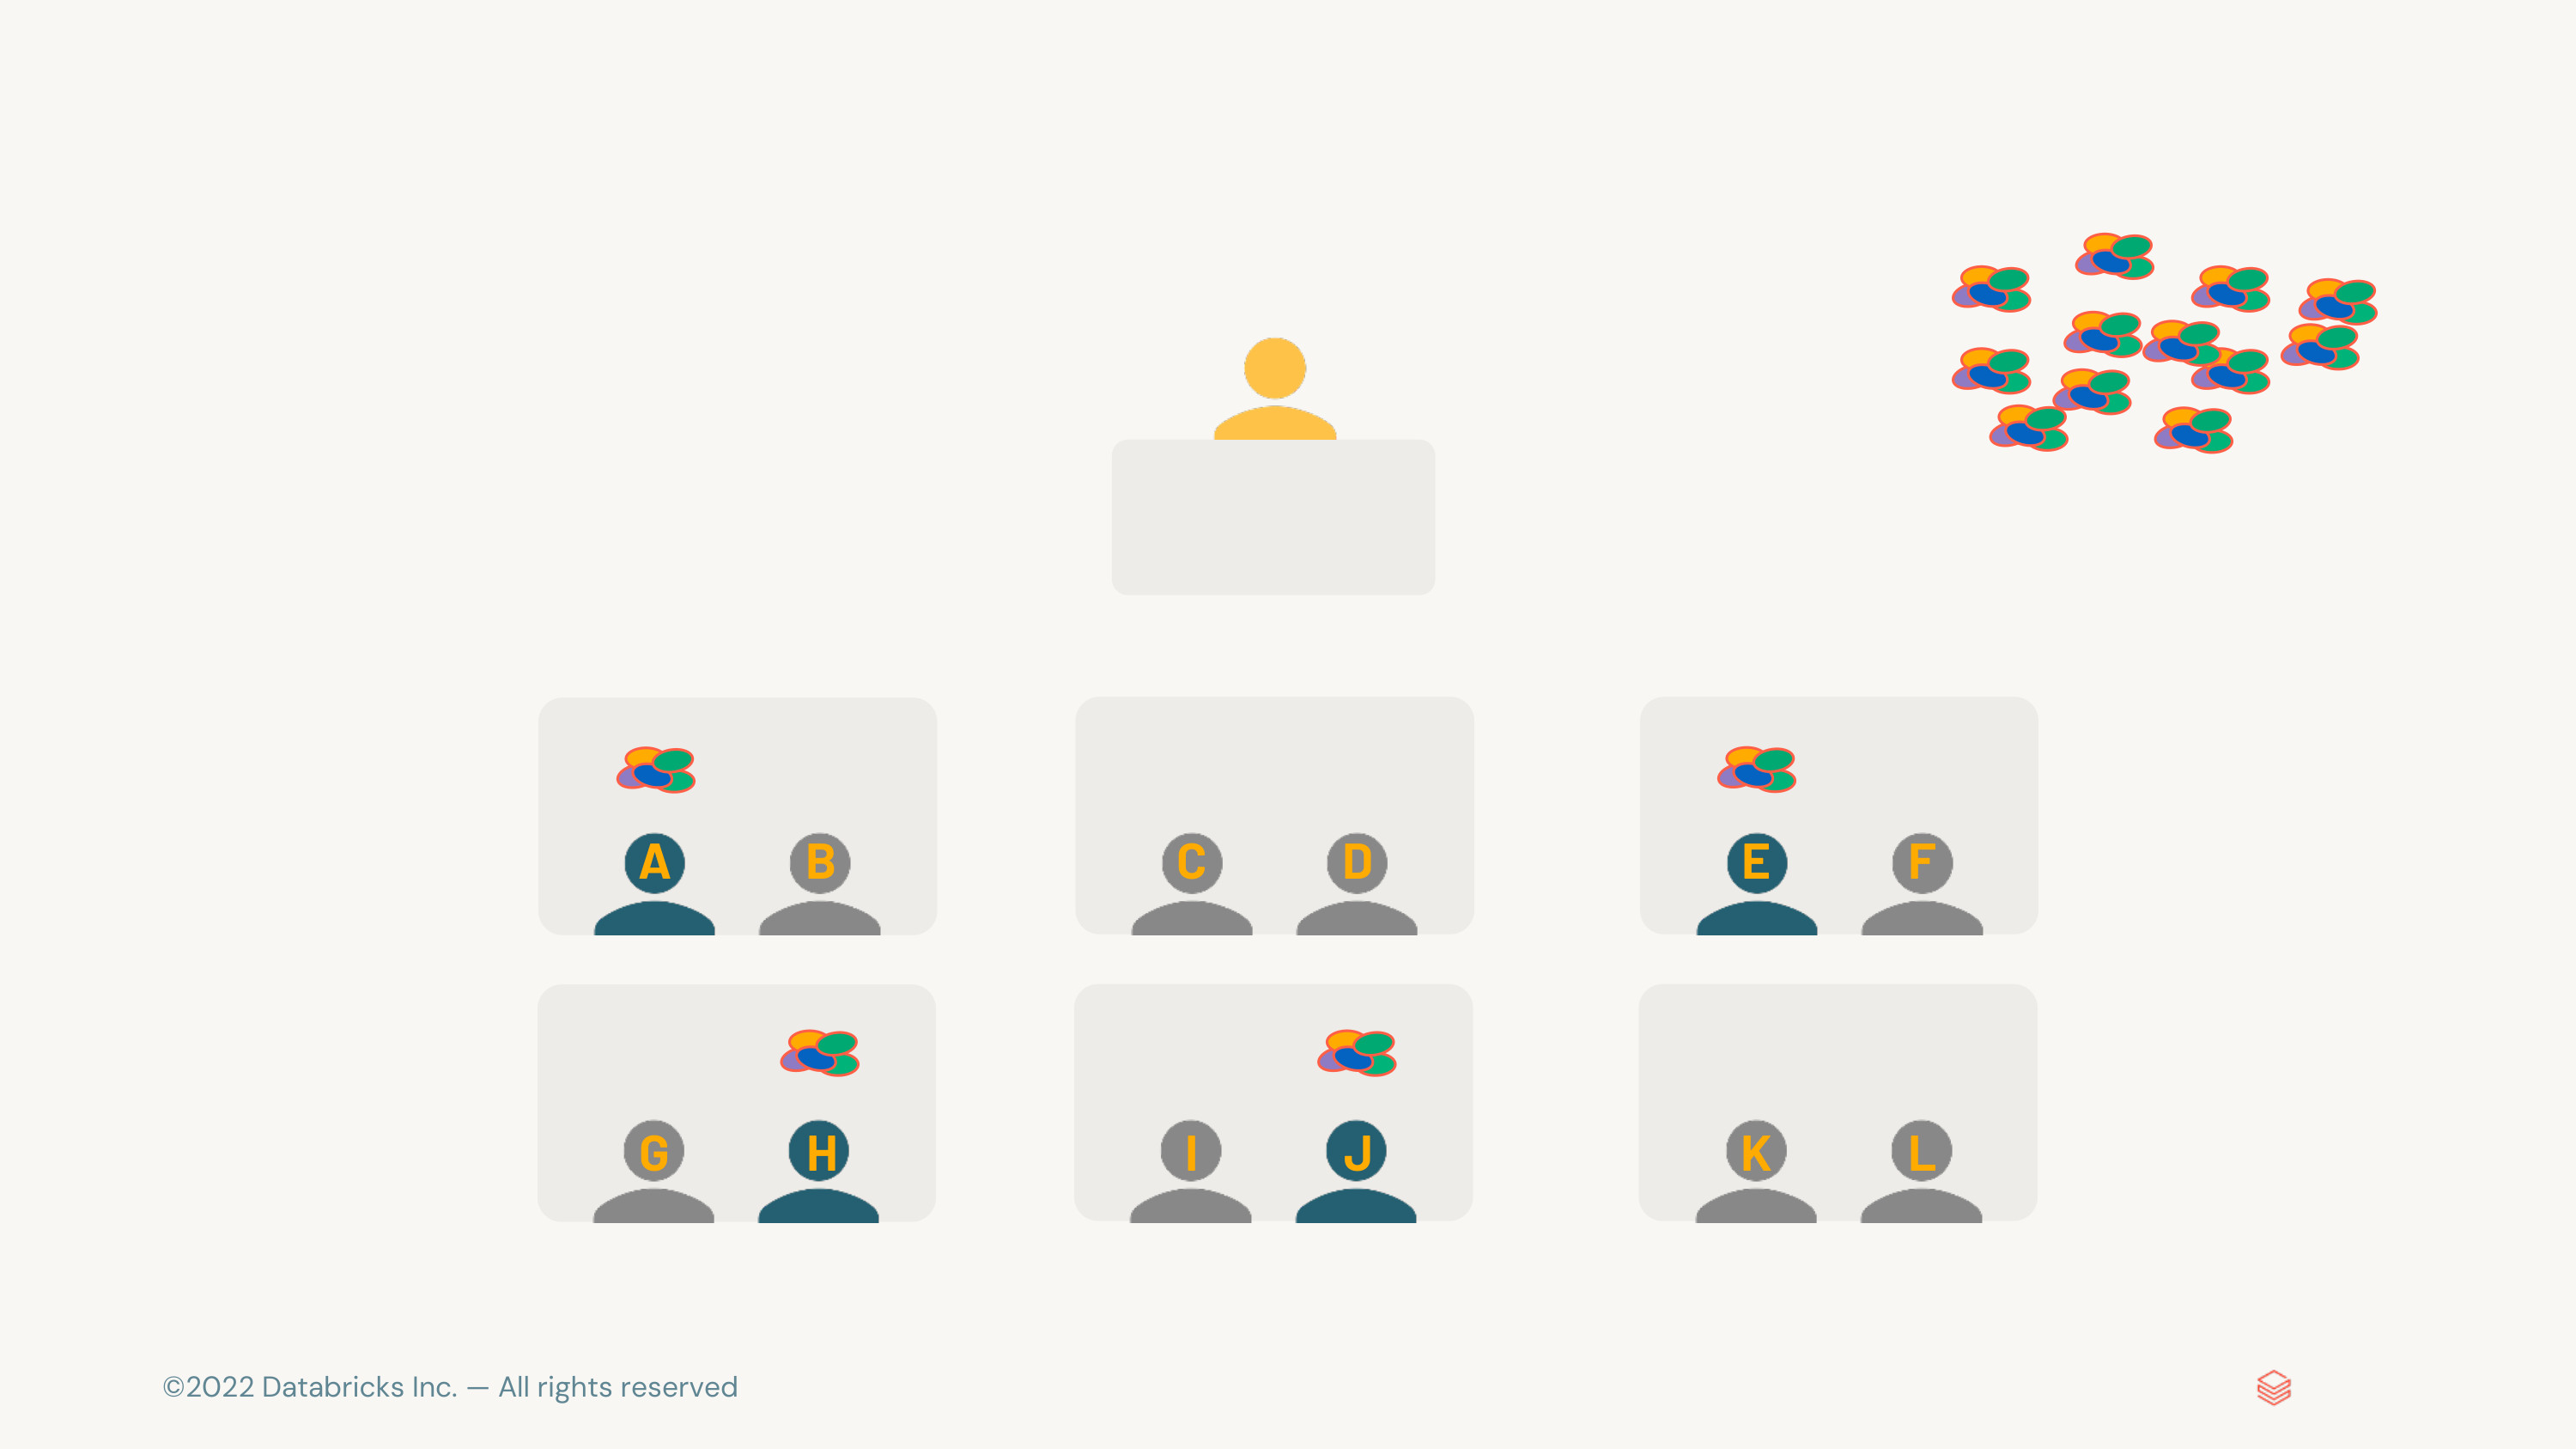 A B C D E F
G H I J K L
©2022 Databricks Inc. — All rights reserved